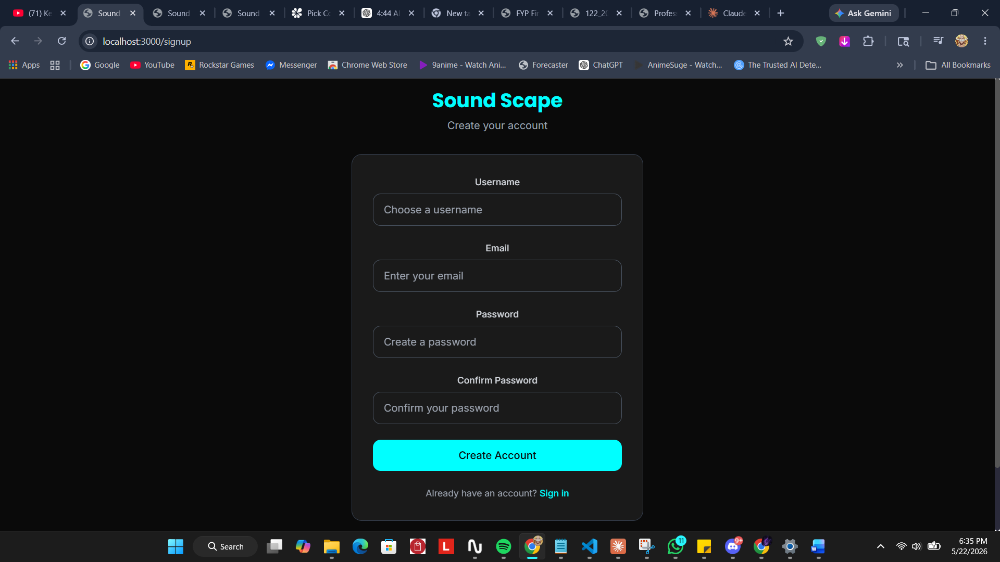 (71) Ke
Sound
Sound
Sound
Pick Co
4:44 AI
New ta
FYP Fi
122_20
Profes
Claude
Ask Gemini
localhost:3000/signup
Apps
Google
YouTube
Rockstar Games
Messenger
Chrome Web Store
9anime - Watch Ani...
Forecaster
ChatGPT
AnimeSuge - Watch...
The Trusted AI Dete...
All Bookmarks
Sound Scape
Create your account
Username
Choose a username
Email
Enter your email
Password
Create a password
Confirm Password
Confirm your password
Create Account
Already have an account? Sign in
Search
11
9+
6:35 PM
5/22/2026